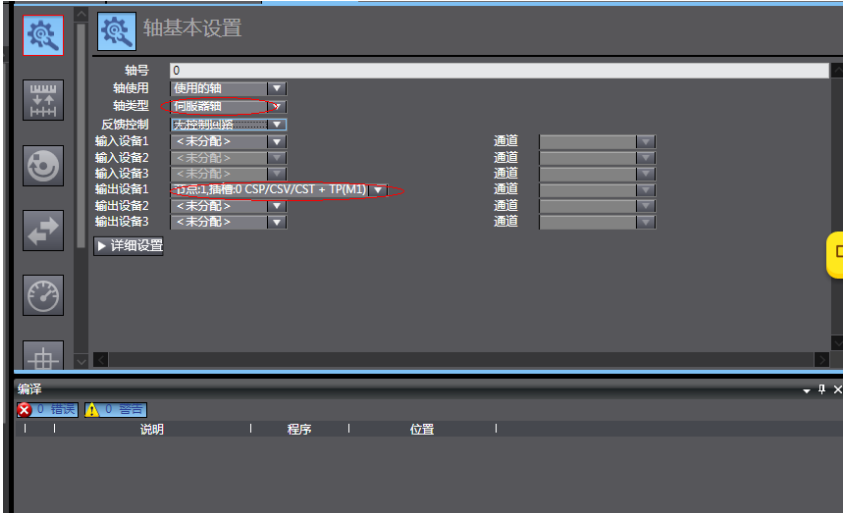 轴基本设置
轴号 0
轴使用 使用的轴
轴类型 伺服器轴
反馈控制 无控制回路
输入设备1 <未分配> 通道
输入设备2 <未分配> 通道
输入设备3 <未分配> 通道
输出设备1 节点:1,插槽:0 CSP/CSV/CST + TP(M1) 通道
输出设备2 <未分配> 通道
输出设备3 <未分配> 通道
详细设置
编译
0 错误 0 警告
说明 程序 位置